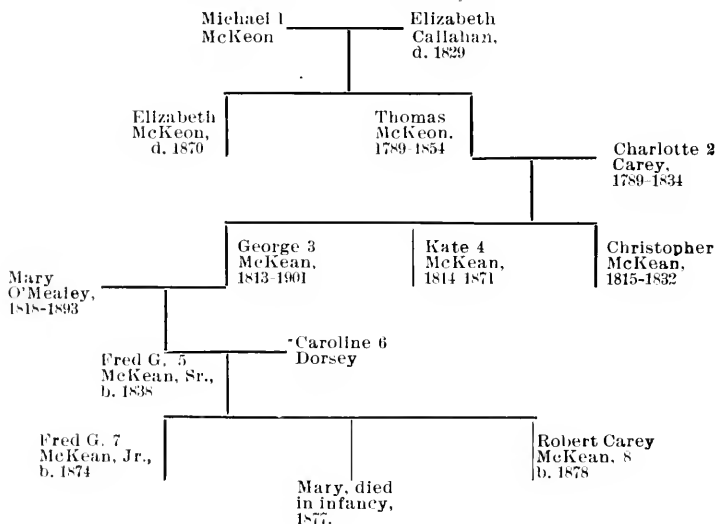 Michael 1
McKeon
Elizabeth
Callahan,
d. 1829
Elizabeth
McKeon,
d. 1870
Thomas
McKeon.
1789-1854
Charlotte 2
Carey,
1789-1834
George 3
McKean,
1813-1901
Kate 4
McKean,
1814 1871
Christopher
McKean,
1815-1832
Mary
O'Mealey,
1818-1893
Fred G. 5
McKean, Sr.,
b. 1838
Caroline 6
Dorsey
Fred G. 7
McKean, Jr.,
b. 1874
Mary, died
in infancy,
1877.
Robert Carey
McKean, 8
b. 1878